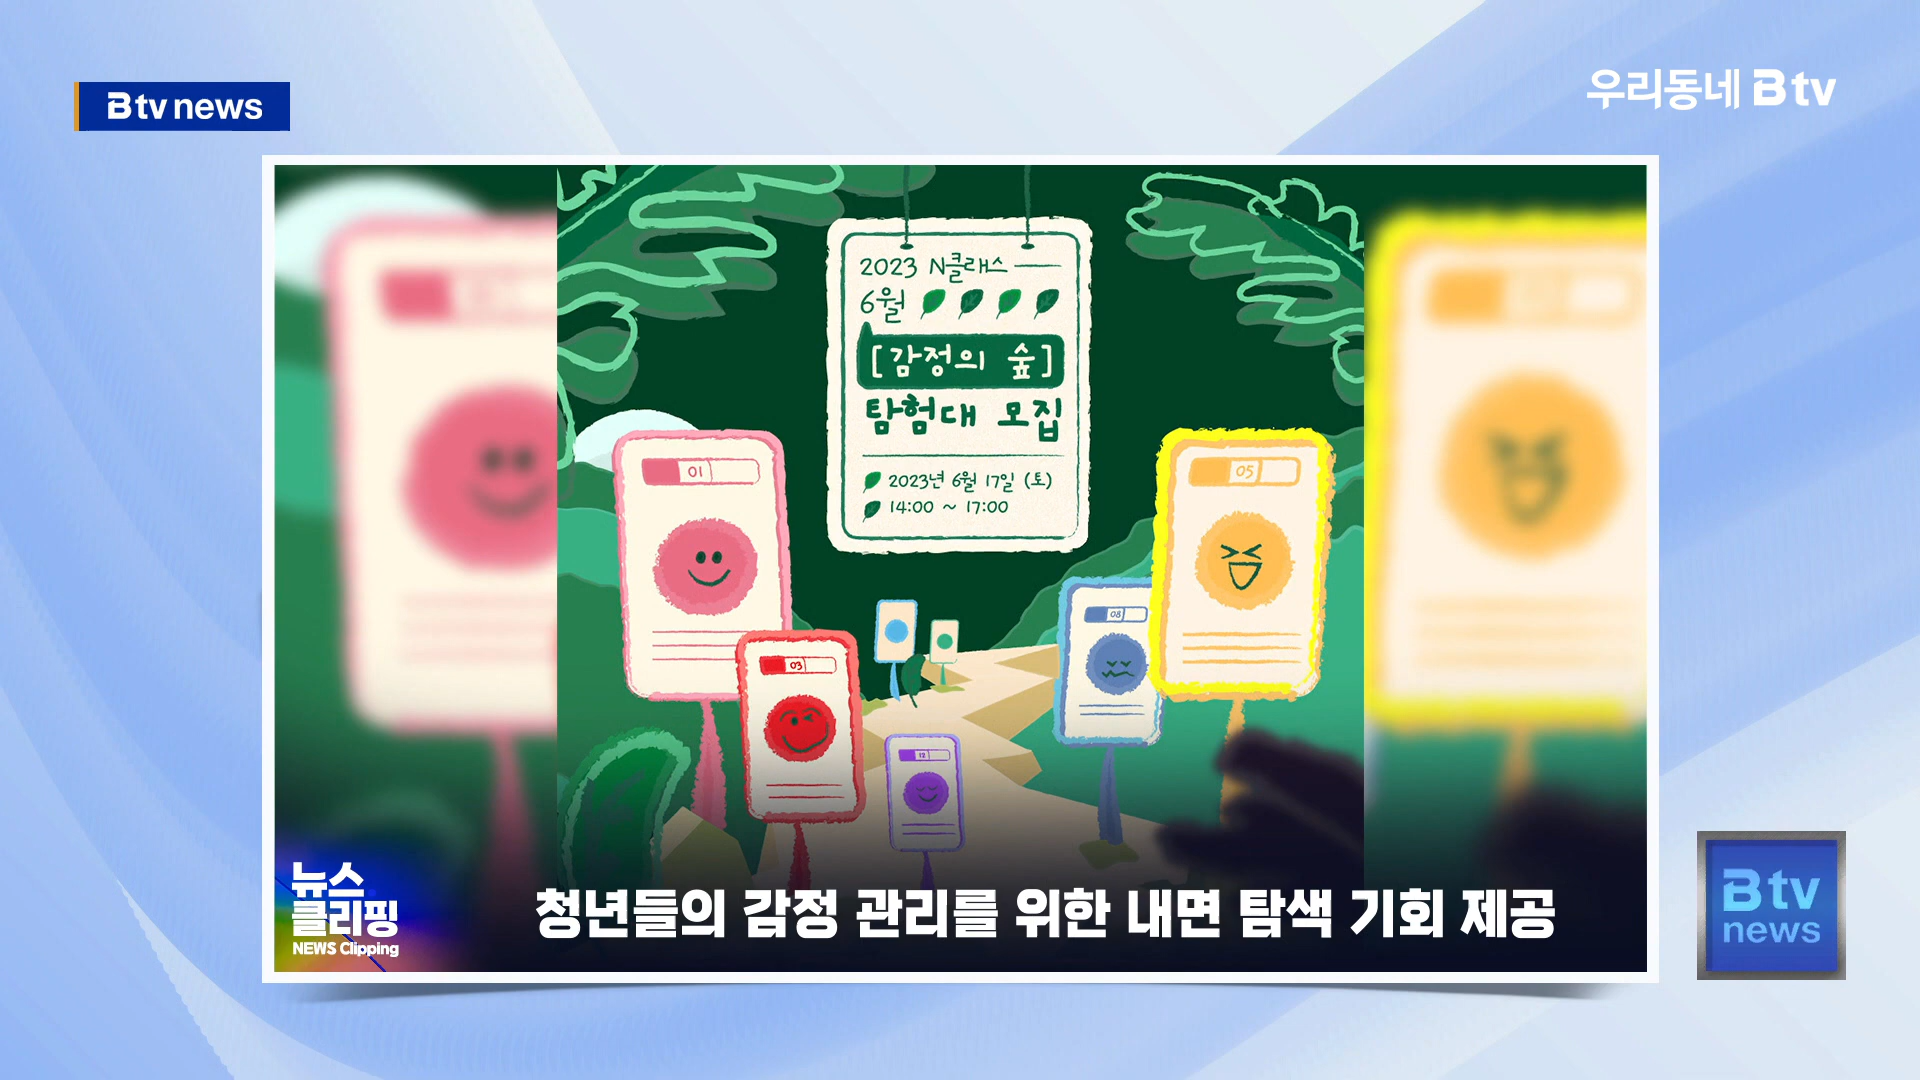 B tv news
우리동네 B tv
2023 N클래스
6월
[감정의 숲]
탐험대 모집
2023년 6월 17일 (토)
14:00 ~ 17:00
01
05
08
03
12
뉴스
클리핑
NEWS Clipping
청년들의 감정 관리를 위한 내면 탐색 기회 제공
B tv
news